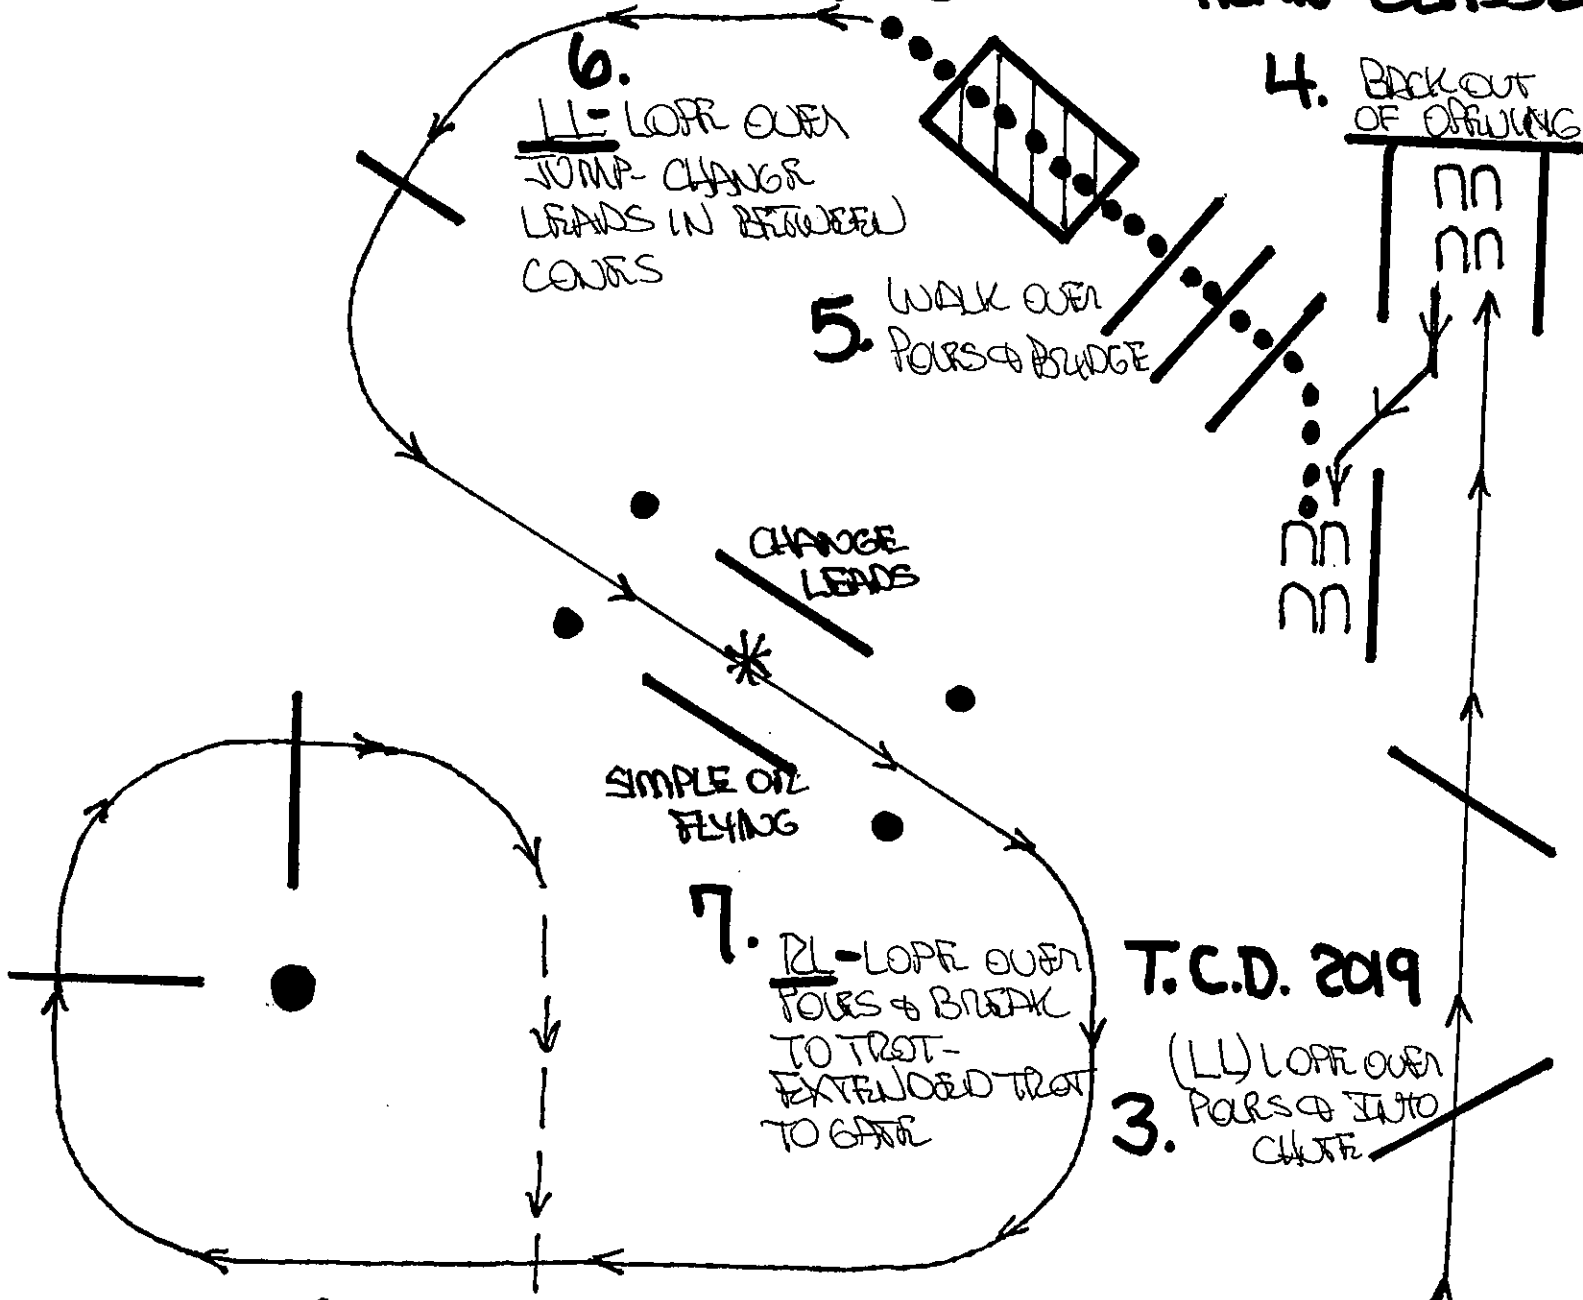 6.
LL-LOPE OVER
JUMP- CHANGE
LEADS IN BETWEEN
CONES
4. BACK OUT
OF OPENING
5. WALK OVER
POLES & BRIDGE
CHANGE
LEADS
SIMPLE OR
FLYING
7.
RL-LOPE OVER
POLES & BREAK
TO TROT-
EXTENDED TROT
TO GATE
T.C.D. 2019
(LL) LOPE OVER
3. POLES & INTO
CHUTE